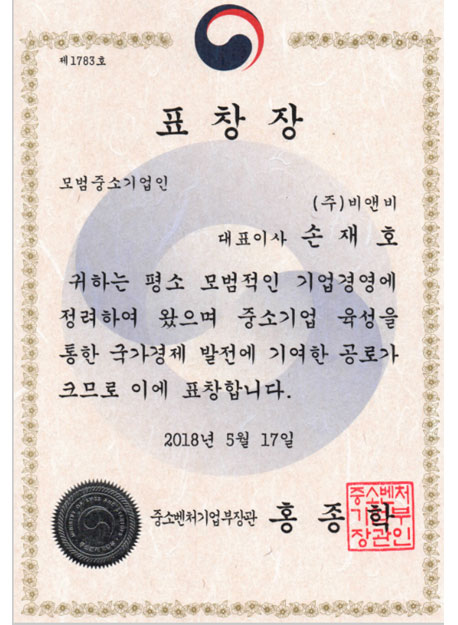 제1783호
표창장
모범중소기업인
(주)비앤비
대표이사 손재호
귀하는 평소 모범적인 기업경영에
정려하여 왔으며 중소기업 육성을
통한 국가경제 발전에 기여한 공로가
크므로 이에 표창합니다.
2018년 5월 17일
중소벤처기업부장관 홍종학
중소벤처
기업부
장관인